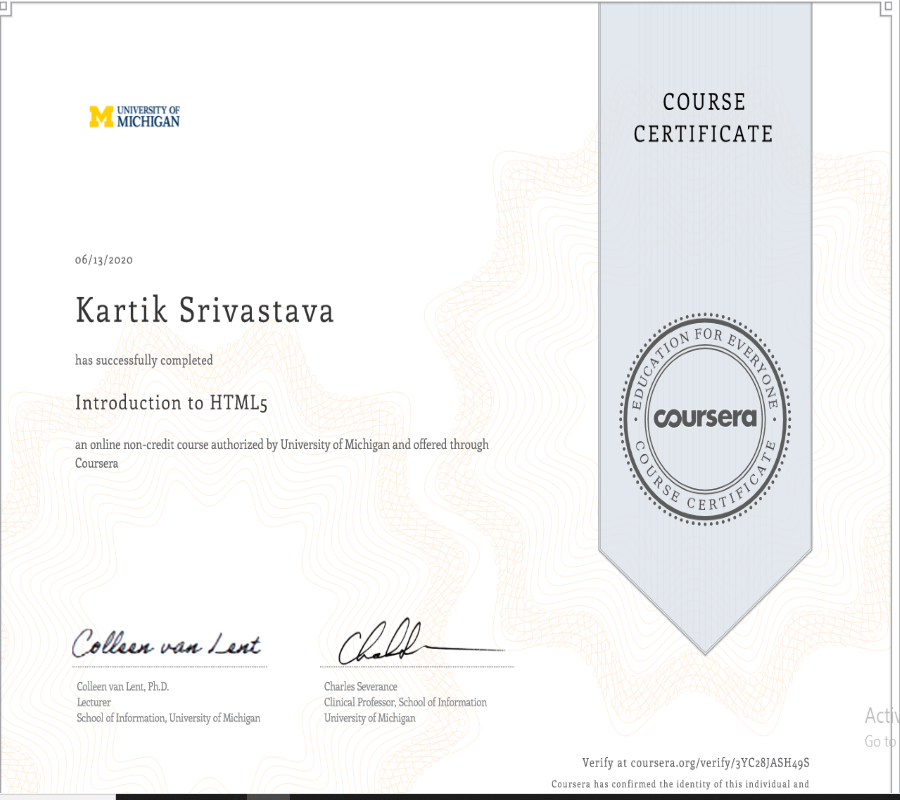 UNIVERSITY OF
MICHIGAN
COURSE
CERTIFICATE
06/13/2020
Kartik Srivastava
has successfully completed
Introduction to HTML5
an online non-credit course authorized by University of Michigan and offered through
Coursera
EDUCATION FOR EVERYONE
coursera
COURSE CERTIFICATE
Colleen van Lent
Colleen van Lent, Ph.D.
Lecturer
School of Information, University of Michigan
Charles Severance
Clinical Professor, School of Information
University of Michigan
Verify at coursera.org/verify/3YC28JASH49S
Coursera has confirmed the identity of this individual and
Go to